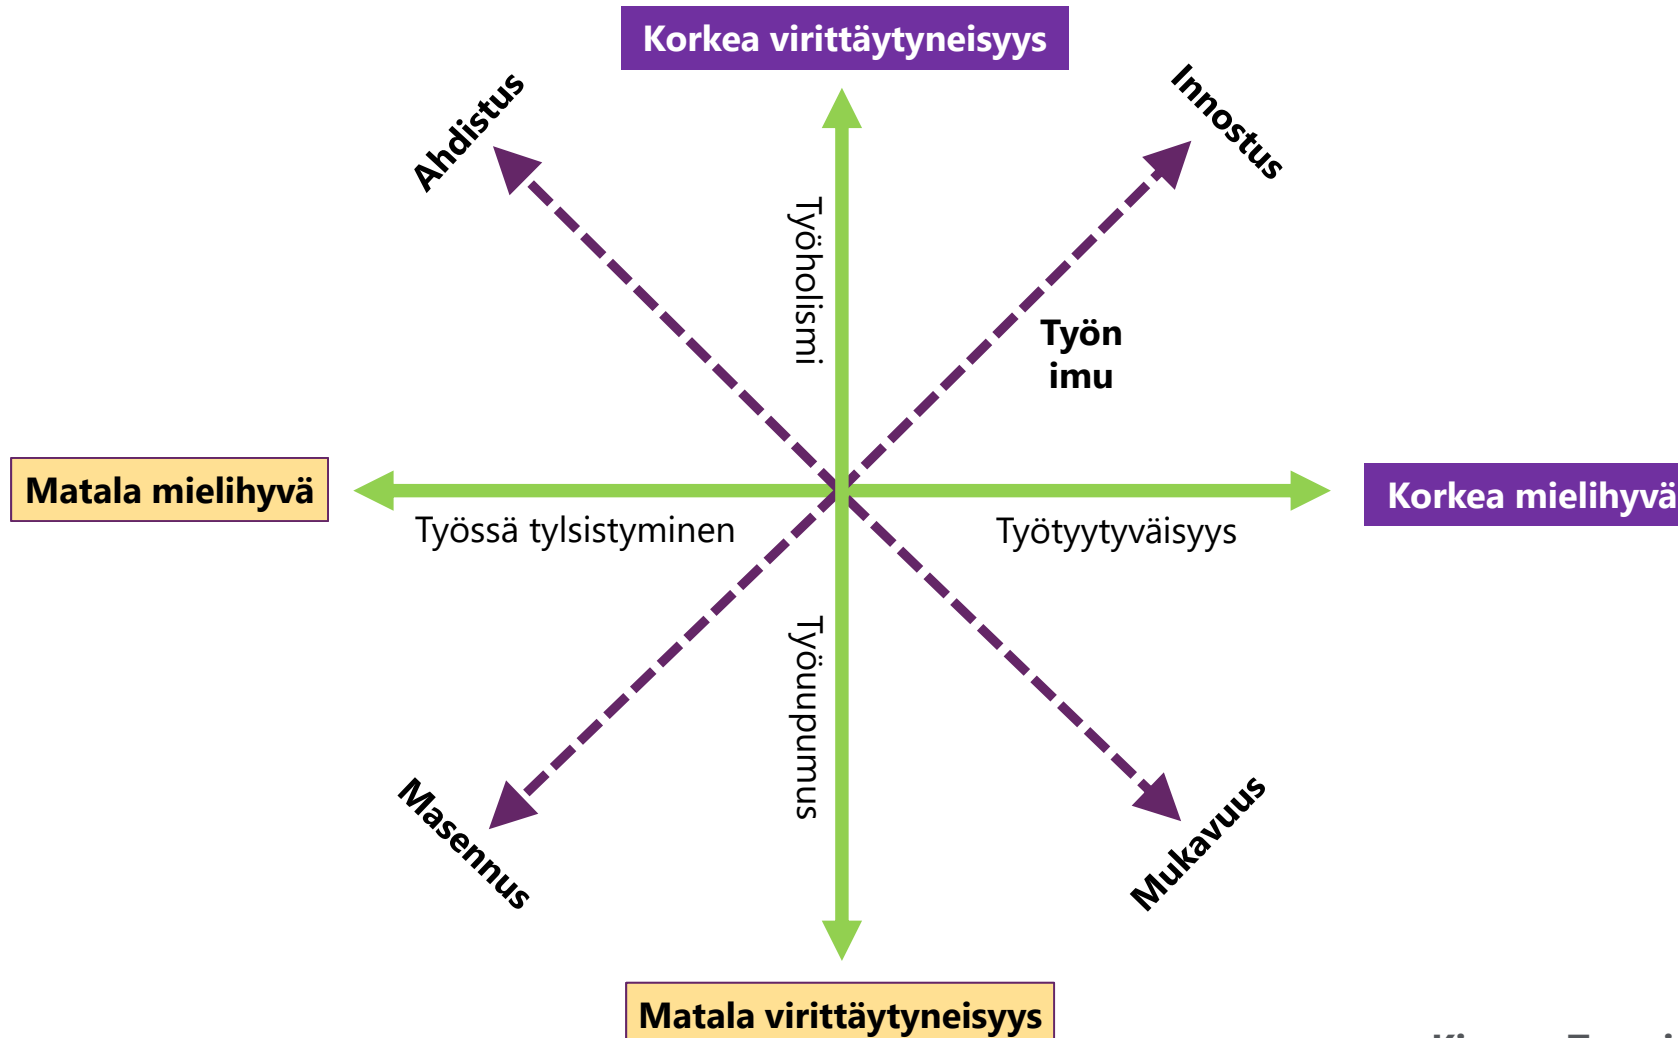 Korkea virittäytyneisyys
Ahdistus
Innostus
Työholismi
Työn
imu
Matala mielihyvä
Korkea mielihyvä
Työssä tylsistyminen
Työtyytyväisyys
Työuupumus
Masennus
Mukavuus
Matala virittäytyneisyys